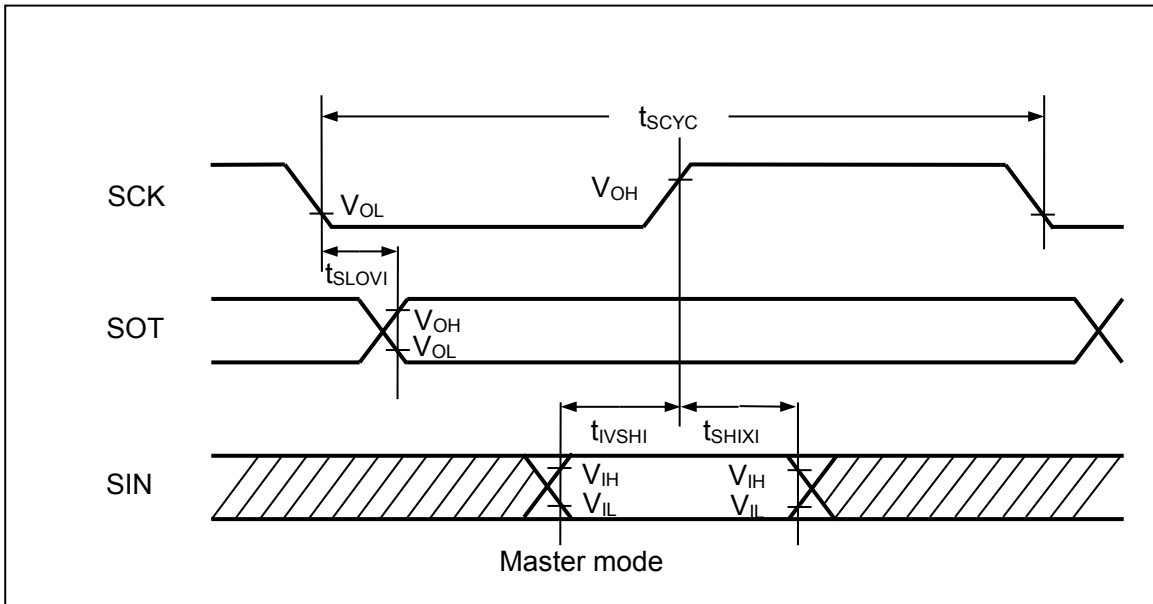 tSCYC
SCK
VOL
VOH
tSLOVI
SOT
VOH
VOL
tIVSHI
tSHIXI
SIN
VIH
VIH
VIL
VIL
Master mode